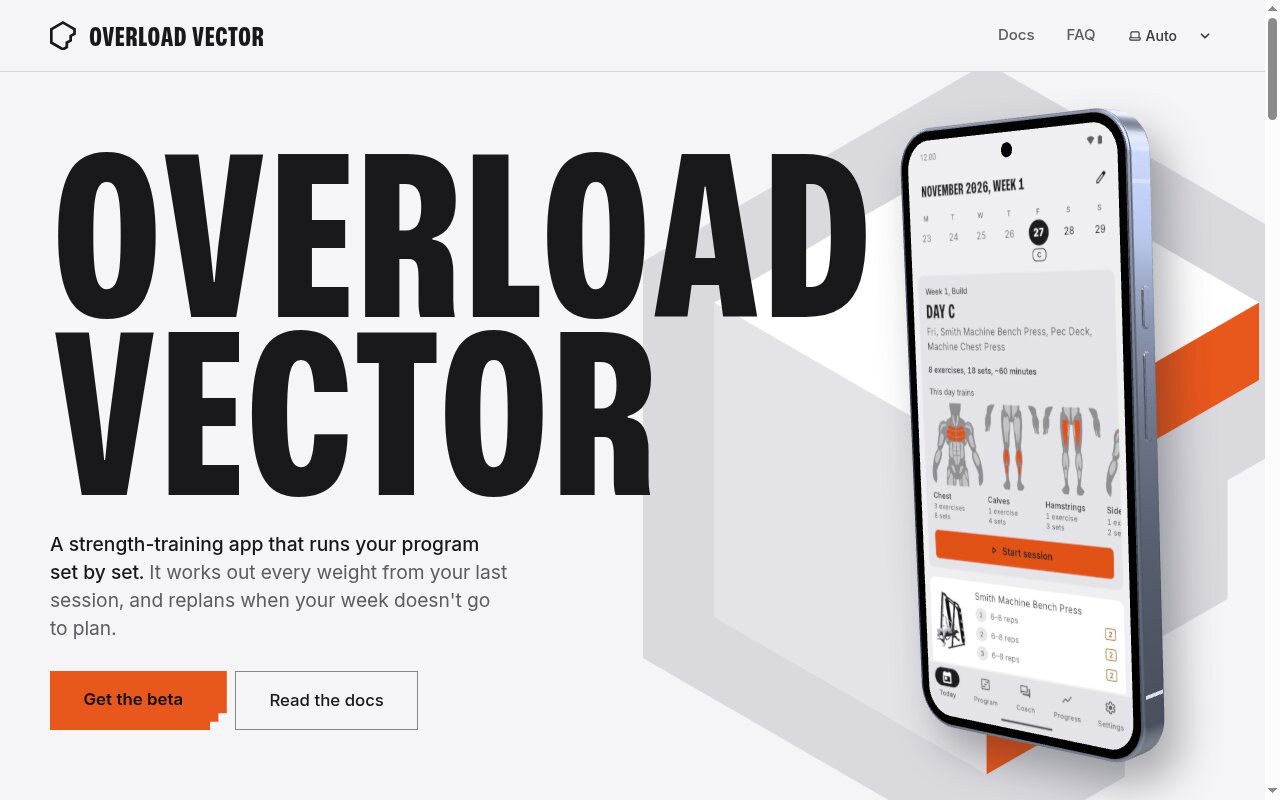 OVERLOAD VECTOR
Docs
FAQ
Auto
OVERLOAD
VECTOR
A strength-training app that runs your program
set by set. It works out every weight from your last
session, and replans when your week doesn't go
to plan.
Get the beta
Read the docs
12:00
NOVEMBER 2026, WEEK 1
M T W T F S S
23 24 25 26 27 28 29
C
Week 1, Build
DAY C
Fri, Smith Machine Bench Press, Pec Deck,
Machine Chest Press
8 exercises, 18 sets, ~60 minutes
This day trains
Chest
3 exercises
8 sets
Calves
1 exercise
4 sets
Hamstrings
1 exercise
3 sets
Side
1 ex
2 se
Start session
Smith Machine Bench Press
1 6–8 reps 2
2 6–8 reps 2
3 6–8 reps 2
Today
Program
Coach
Progress
Settings